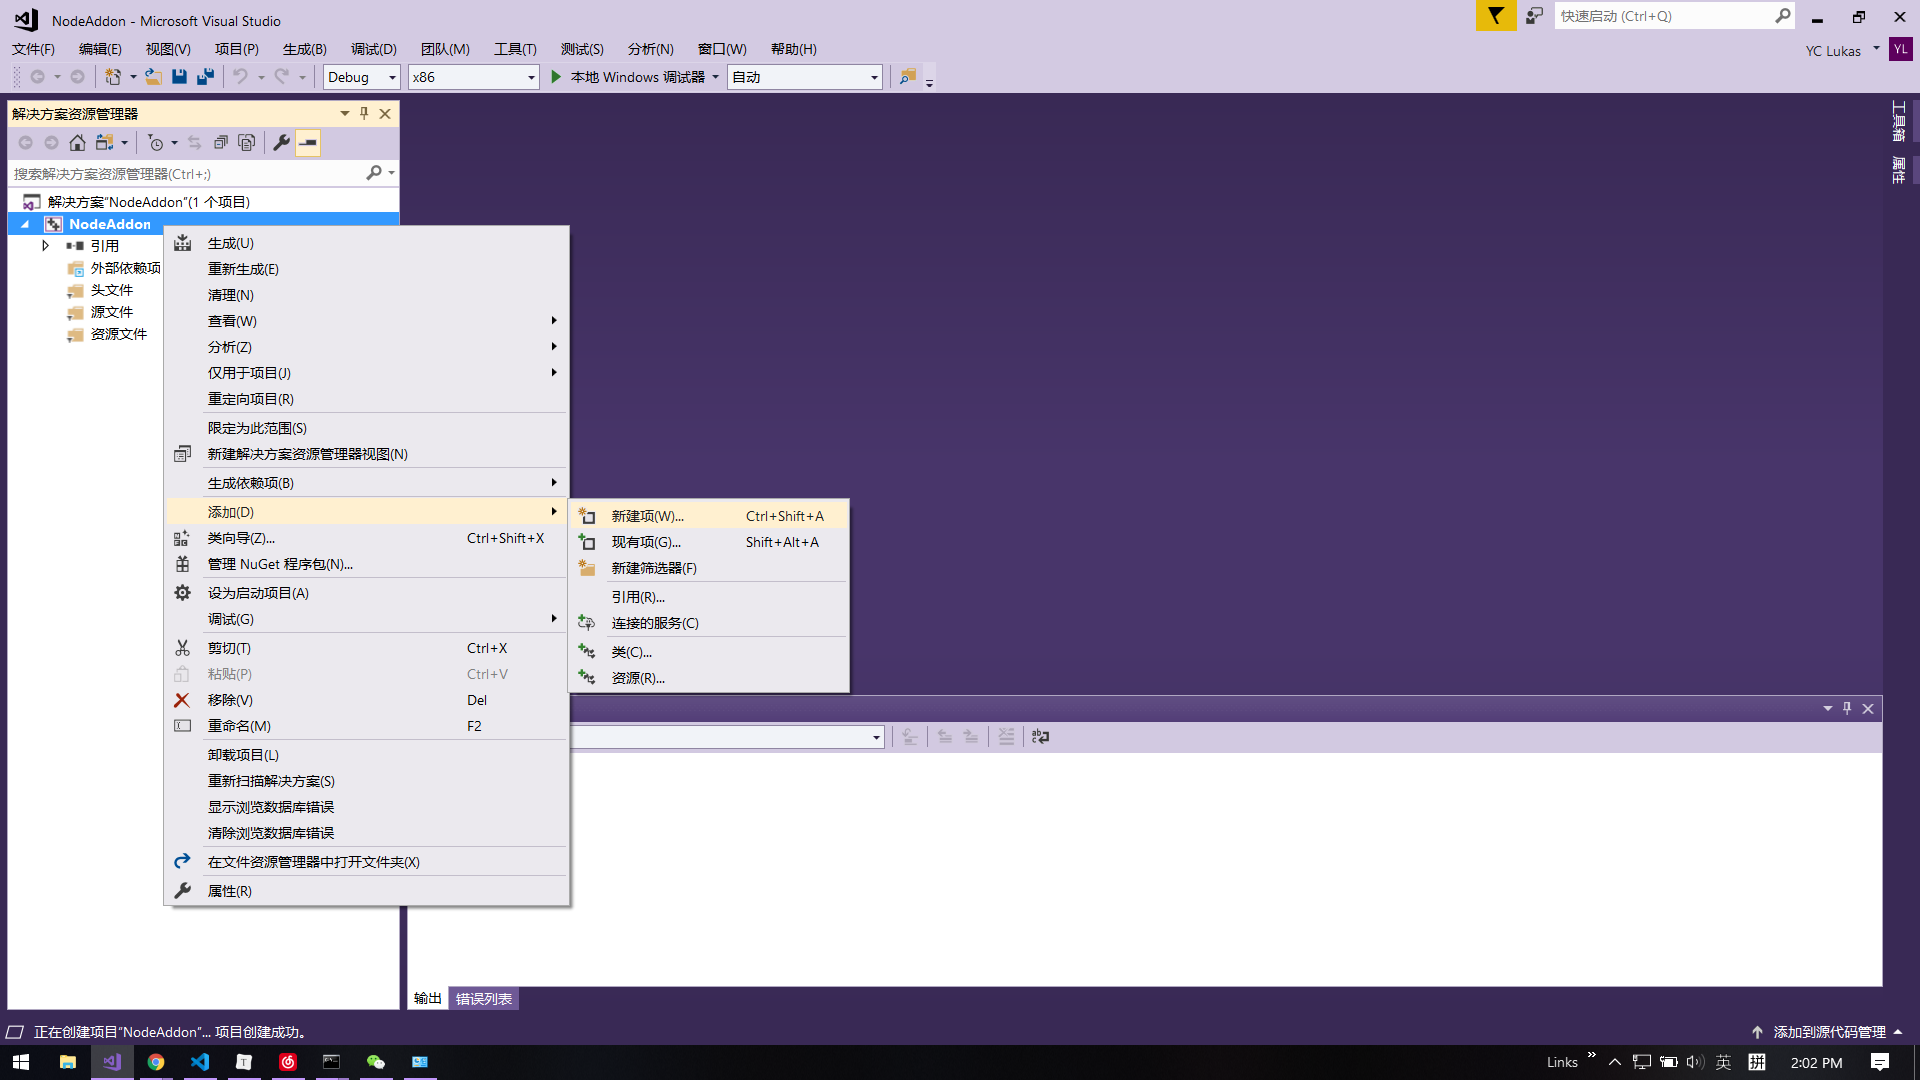 NodeAddon - Microsoft Visual Studio
快速启动 (Ctrl+Q)
文件(F) 编辑(E) 视图(V) 项目(P) 生成(B) 调试(D) 团队(M) 工具(T) 测试(S) 分析(N) 窗口(W) 帮助(H)
YC Lukas YL
Debug x86 本地 Windows 调试器 自动
解决方案资源管理器
搜索解决方案资源管理器(Ctrl+;)
解决方案"NodeAddon"(1 个项目)
NodeAddon
引用
外部依赖项
头文件
源文件
资源文件
生成(U)
重新生成(E)
清理(N)
查看(W)
分析(Z)
仅用于项目(J)
重定向项目(R)
限定为此范围(S)
新建解决方案资源管理器视图(N)
生成依赖项(B)
添加(D)
类向导(Z)... Ctrl+Shift+X
管理 NuGet 程序包(N)...
设为启动项目(A)
调试(G)
剪切(T) Ctrl+X
粘贴(P) Ctrl+V
移除(V) Del
重命名(M) F2
卸载项目(L)
重新扫描解决方案(S)
显示浏览数据库错误
清除浏览数据库错误
在文件资源管理器中打开文件夹(X)
属性(R)
新建项(W)... Ctrl+Shift+A
现有项(G)... Shift+Alt+A
新建筛选器(F)
引用(R)...
连接的服务(C)
类(C)...
资源(R)...
工具箱
属性
输出 错误列表
正在创建项目"NodeAddon"... 项目创建成功。
添加到源代码管理
Links
英
拼
2:02 PM